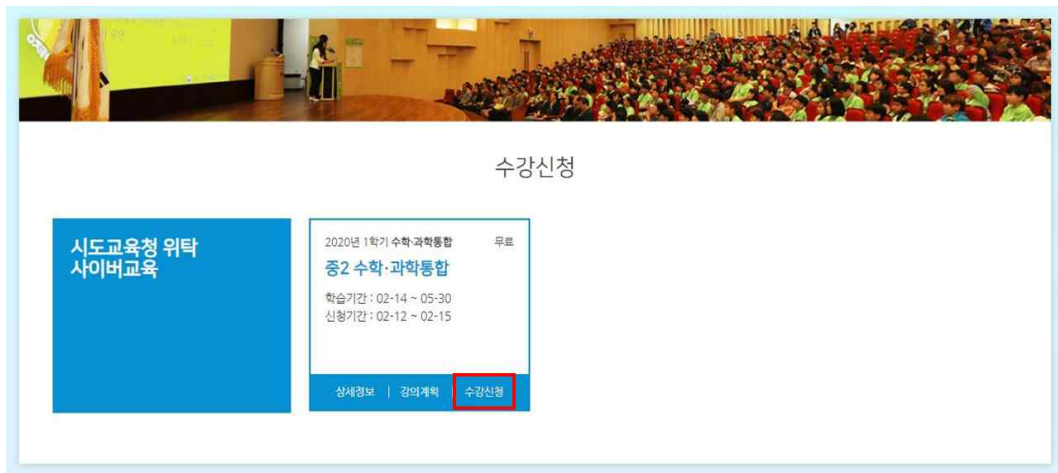 수강신청
시도교육청 위탁
사이버교육
2020년 1학기 수학·과학통합 무료
중2 수학·과학통합
학습기간 : 02-14 ~ 05-30
신청기간 : 02-12 ~ 02-15
상세정보 | 강의계획 | 수강신청